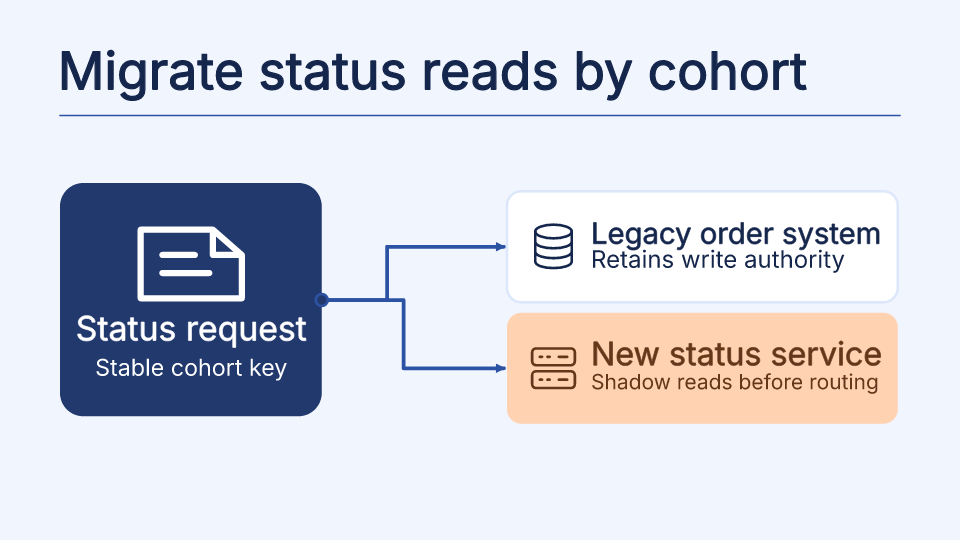 Migrate status reads by cohort
Status request
Stable cohort key
Legacy order system
Retains write authority
New status service
Shadow reads before routing